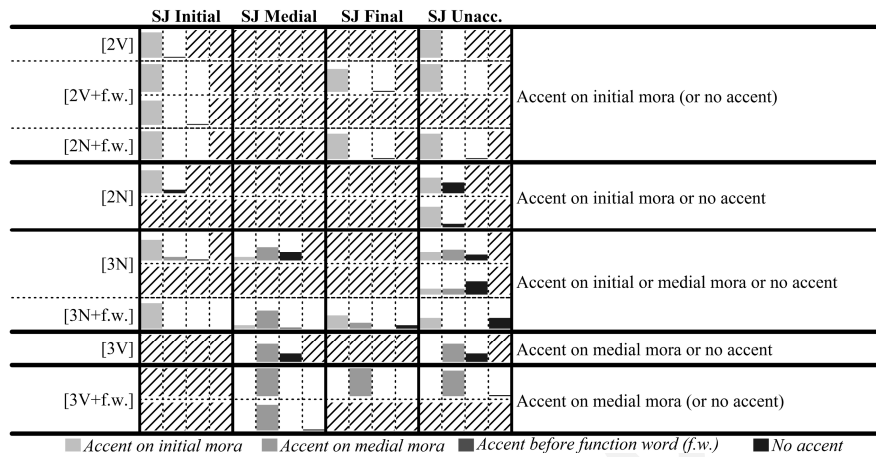 SJ Initial SJ Medial SJ Final SJ Unacc.
[2V]
[2V+f.w.] Accent on initial mora (or no accent)
[2N+f.w.]
[2N] Accent on initial mora or no accent
[3N] Accent on initial or medial mora or no accent
[3N+f.w.]
[3V] Accent on medial mora or no accent
[3V+f.w.] Accent on medial mora (or no accent)
Accent on initial mora Accent on medial mora Accent before function word (f.w.) No accent